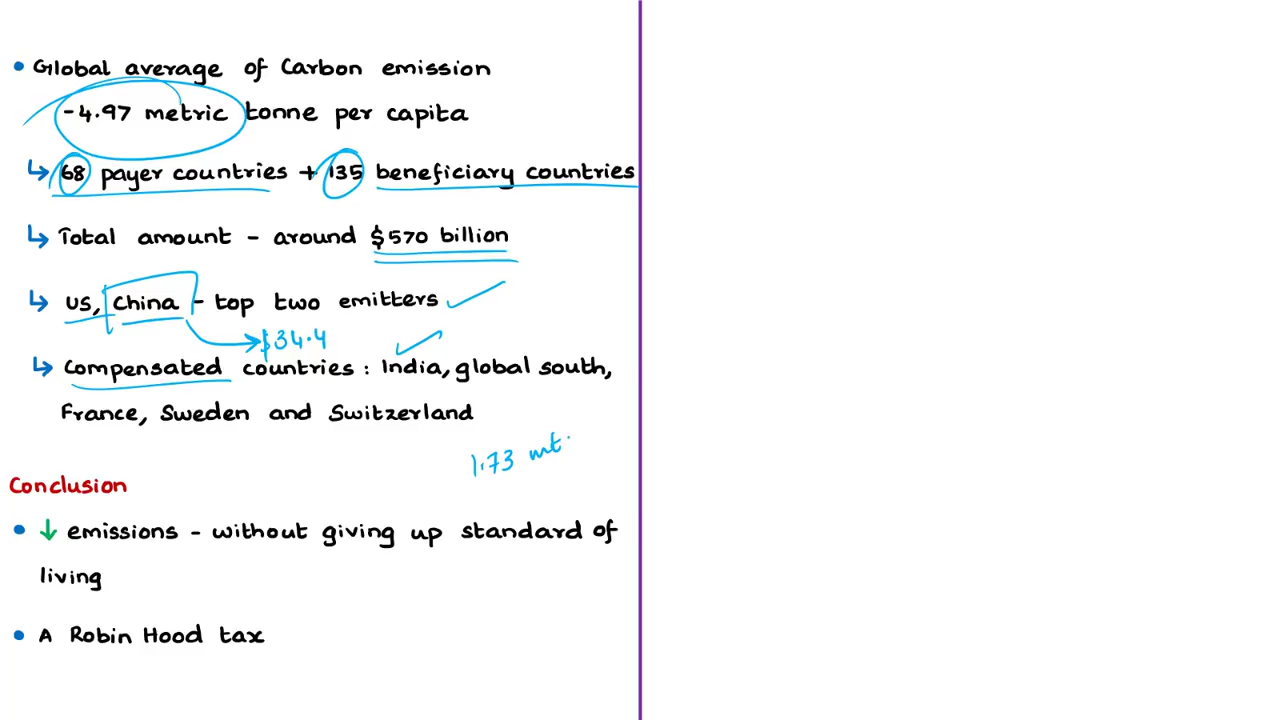 • Global average of Carbon emission
-4.97 metric tonne per capita
↳ 68 payer countries + 135 beneficiary countries
↳ Total amount - around $570 billion
↳ US, China - top two emitters
$34.4
↳ Compensated countries : India, global south,
France, Sweden and Switzerland
1.73 mt.
Conclusion
• ↓ emissions - without giving up standard of
living
• A Robin Hood tax